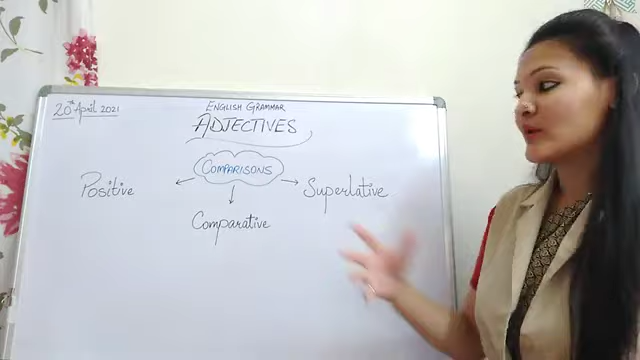 20th April 2021
ENGLISH GRAMMAR
ADJECTIVES
COMPARISONS
Positive
Superlative
Comparative